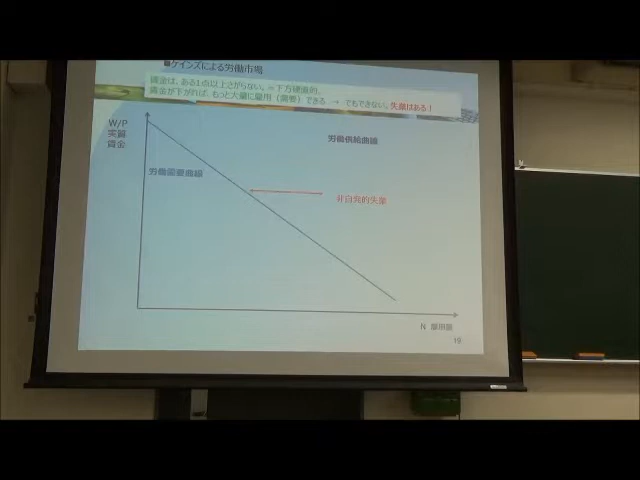 ■ケインズによる労働市場
賃金は、ある1点以上さがらない。＝下方硬直的。
賃金が下がれば、もっと大量に雇用（需要）できる → でもできない。失業はある！
W/P
実質
賃金
労働供給曲線
労働需要曲線
非自発的失業
N 雇用量
19